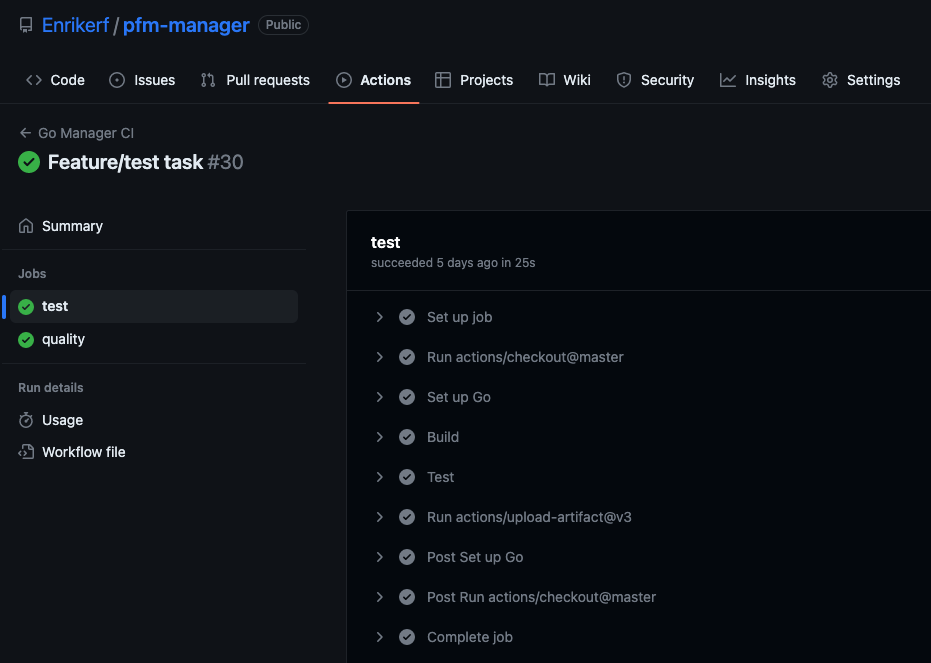 Enrikerf / pfm-manager Public
Code Issues Pull requests Actions Projects Wiki Security Insights Settings
← Go Manager CI
Feature/test task #30
Summary
Jobs
test
quality
Run details
Usage
Workflow file
test
succeeded 5 days ago in 25s
Set up job
Run actions/checkout@master
Set up Go
Build
Test
Run actions/upload-artifact@v3
Post Set up Go
Post Run actions/checkout@master
Complete job